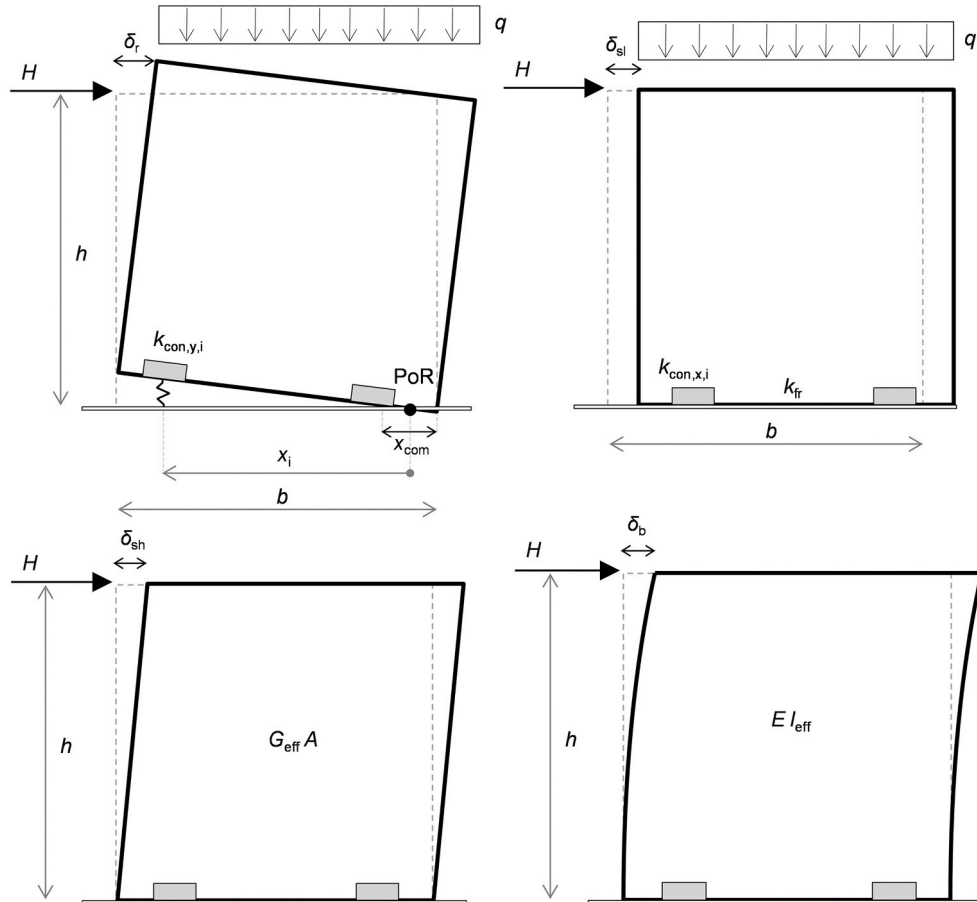 q
δr
H
h
kcon,y,i
PoR
xcom
xi
b
q
δsl
H
kcon,x,i
kfr
b
δsh
H
h
Geff A
δb
H
h
E Ieff